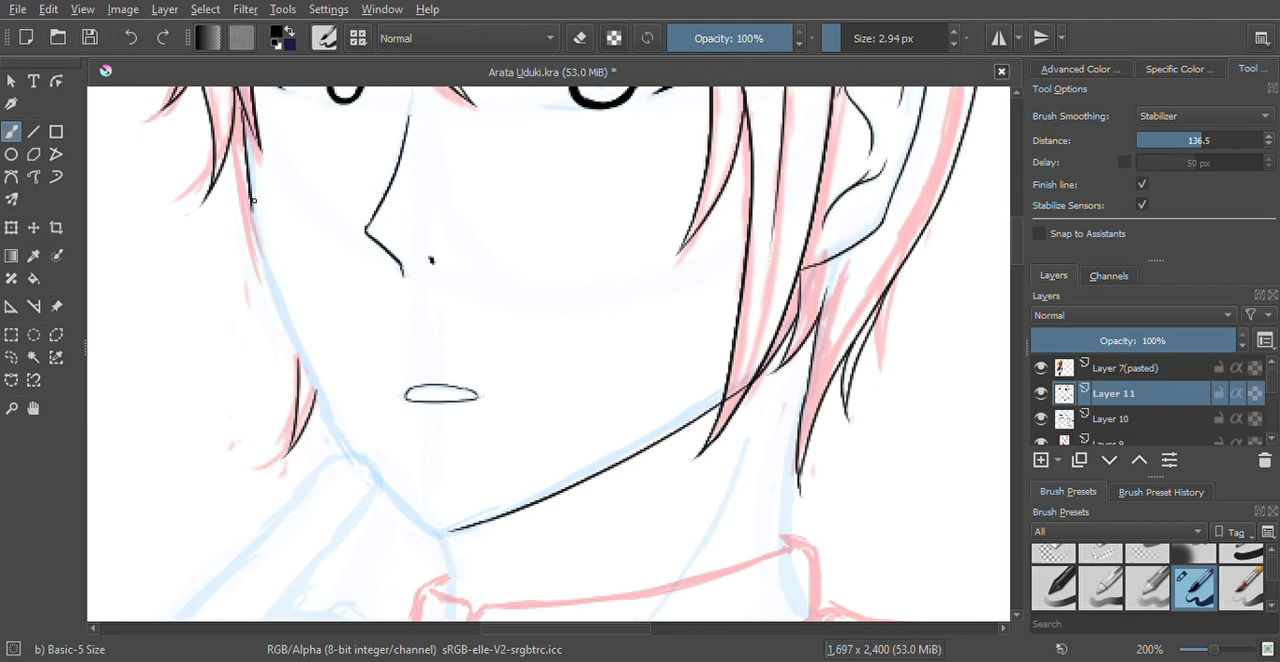 File Edit View Image Layer Select Filter Tools Settings Window Help
Normal Opacity: 100% Size: 2.94 px
Arata Uduki.kra (53.0 MiB) *
Advanced Color ... Specific Color ... Tool ...
Tool Options
Brush Smoothing: Stabilizer
Distance: 136.5
Delay: 50 px
Finish line:
Stabilize Sensors:
Snap to Assistants
Layers Channels
Layers
Normal
Opacity: 100%
Layer 7(pasted)
Layer 11
Layer 10
Layer 9
Brush Presets Brush Preset History
Brush Presets
All Tag
Search
b) Basic-5 Size RGB/Alpha (8-bit integer/channel) sRGB-elle-V2-srgbtrc.icc 1,697 x 2,400 (53.0 MiB) 200%